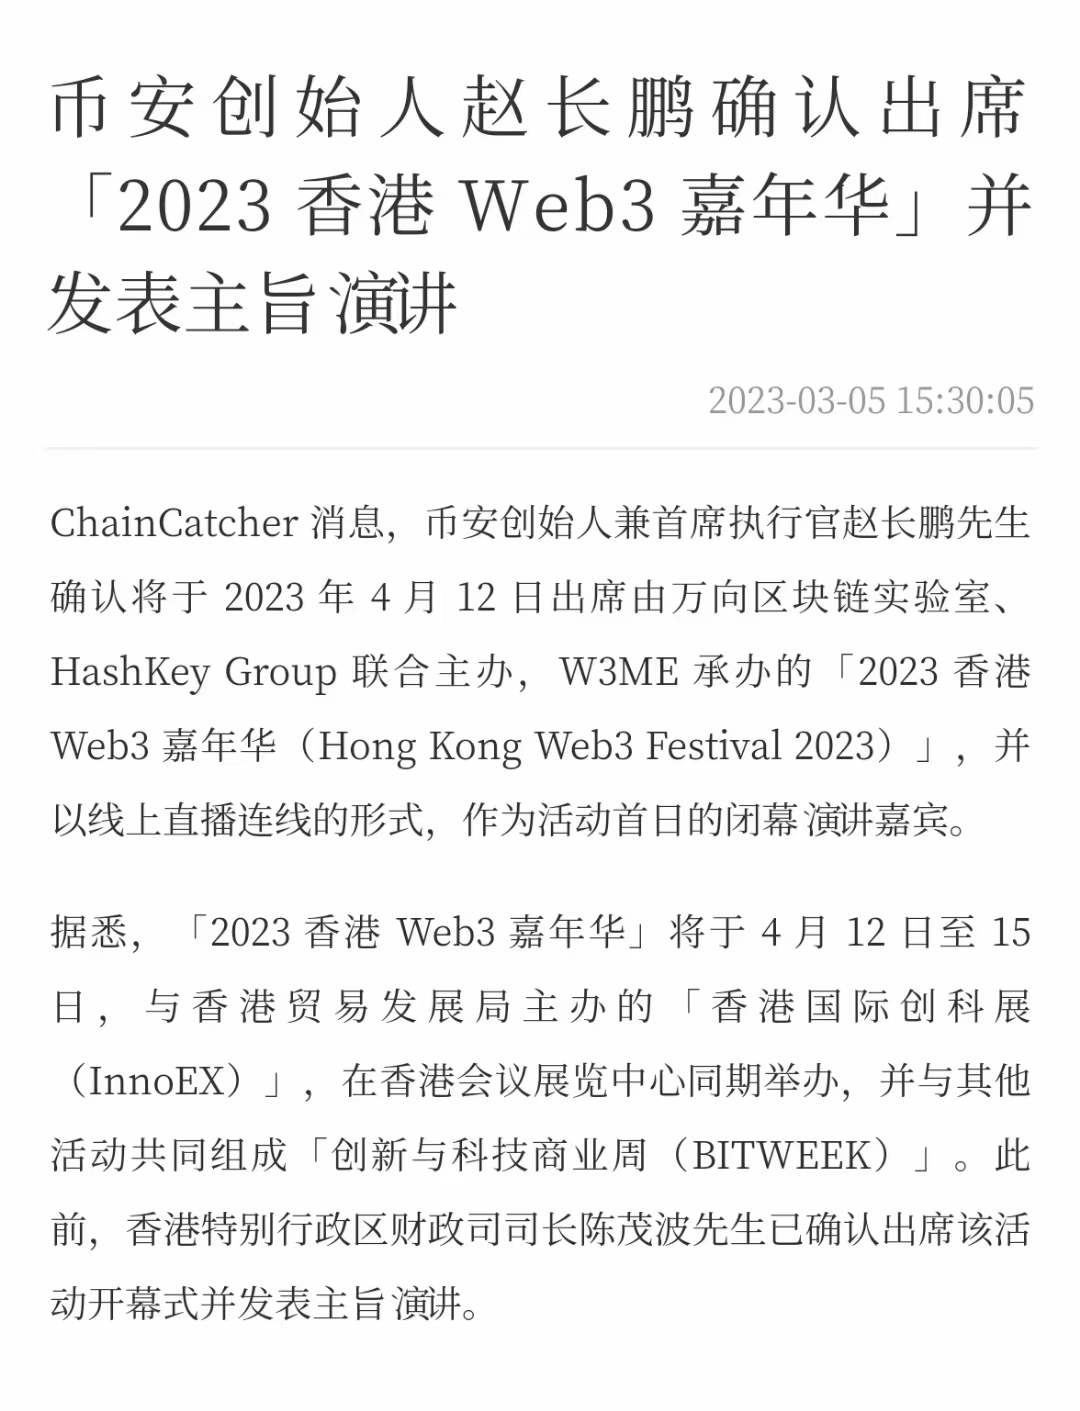 币安创始人赵长鹏确认出席
「2023 香港 Web3 嘉年华」并
发表主旨演讲
2023-03-05 15:30:05
ChainCatcher 消息，币安创始人兼首席执行官赵长鹏先生
确认将于 2023 年 4 月 12 日出席由万向区块链实验室、
HashKey Group 联合主办，W3ME 承办的「2023 香港
Web3 嘉年华（Hong Kong Web3 Festival 2023）」，并
以线上直播连线的形式，作为活动首日的闭幕演讲嘉宾。
据悉，「2023 香港 Web3 嘉年华」将于 4 月 12 日至 15
日，与香港贸易发展局主办的「香港国际创科展
（InnoEX）」，在香港会议展览中心同期举办，并与其他
活动共同组成「创新与科技商业周（BITWEEK）」。此
前，香港特别行政区财政司司长陈茂波先生已确认出席该活
动开幕式并发表主旨演讲。